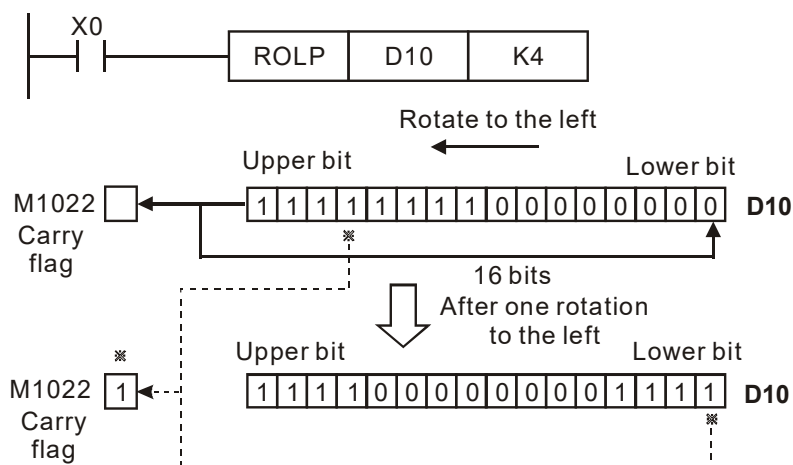 X0
ROLP D10 K4
Rotate to the left
Upper bit Lower bit
M1022 1 1 1 1 1 1 1 1 0 0 0 0 0 0 0 0 D10
Carry
flag
※
16 bits
After one rotation
to the left
※
Upper bit Lower bit
M1022 1 1 1 1 1 0 0 0 0 0 0 0 0 1 1 1 1 D10
Carry
flag
※